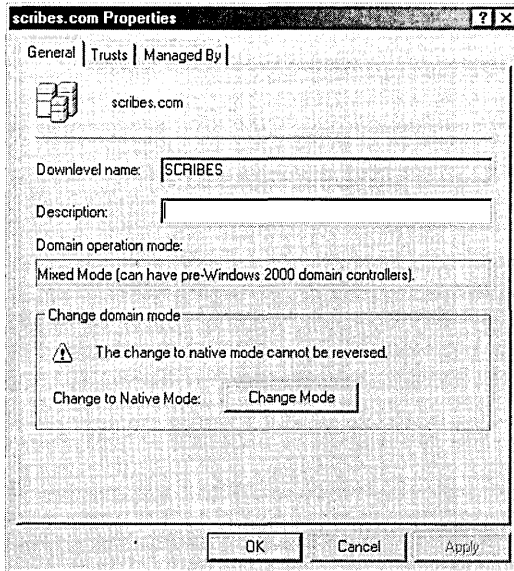 scribes.com Properties ? ×
General Trusts Managed By
scribes.com
Downlevel name: SCRIBES
Description:
Domain operation mode:
Mixed Mode (can have pre-Windows 2000 domain controllers).
Change domain mode
The change to native mode cannot be reversed.
Change to Native Mode: Change Mode
OK Cancel Apply